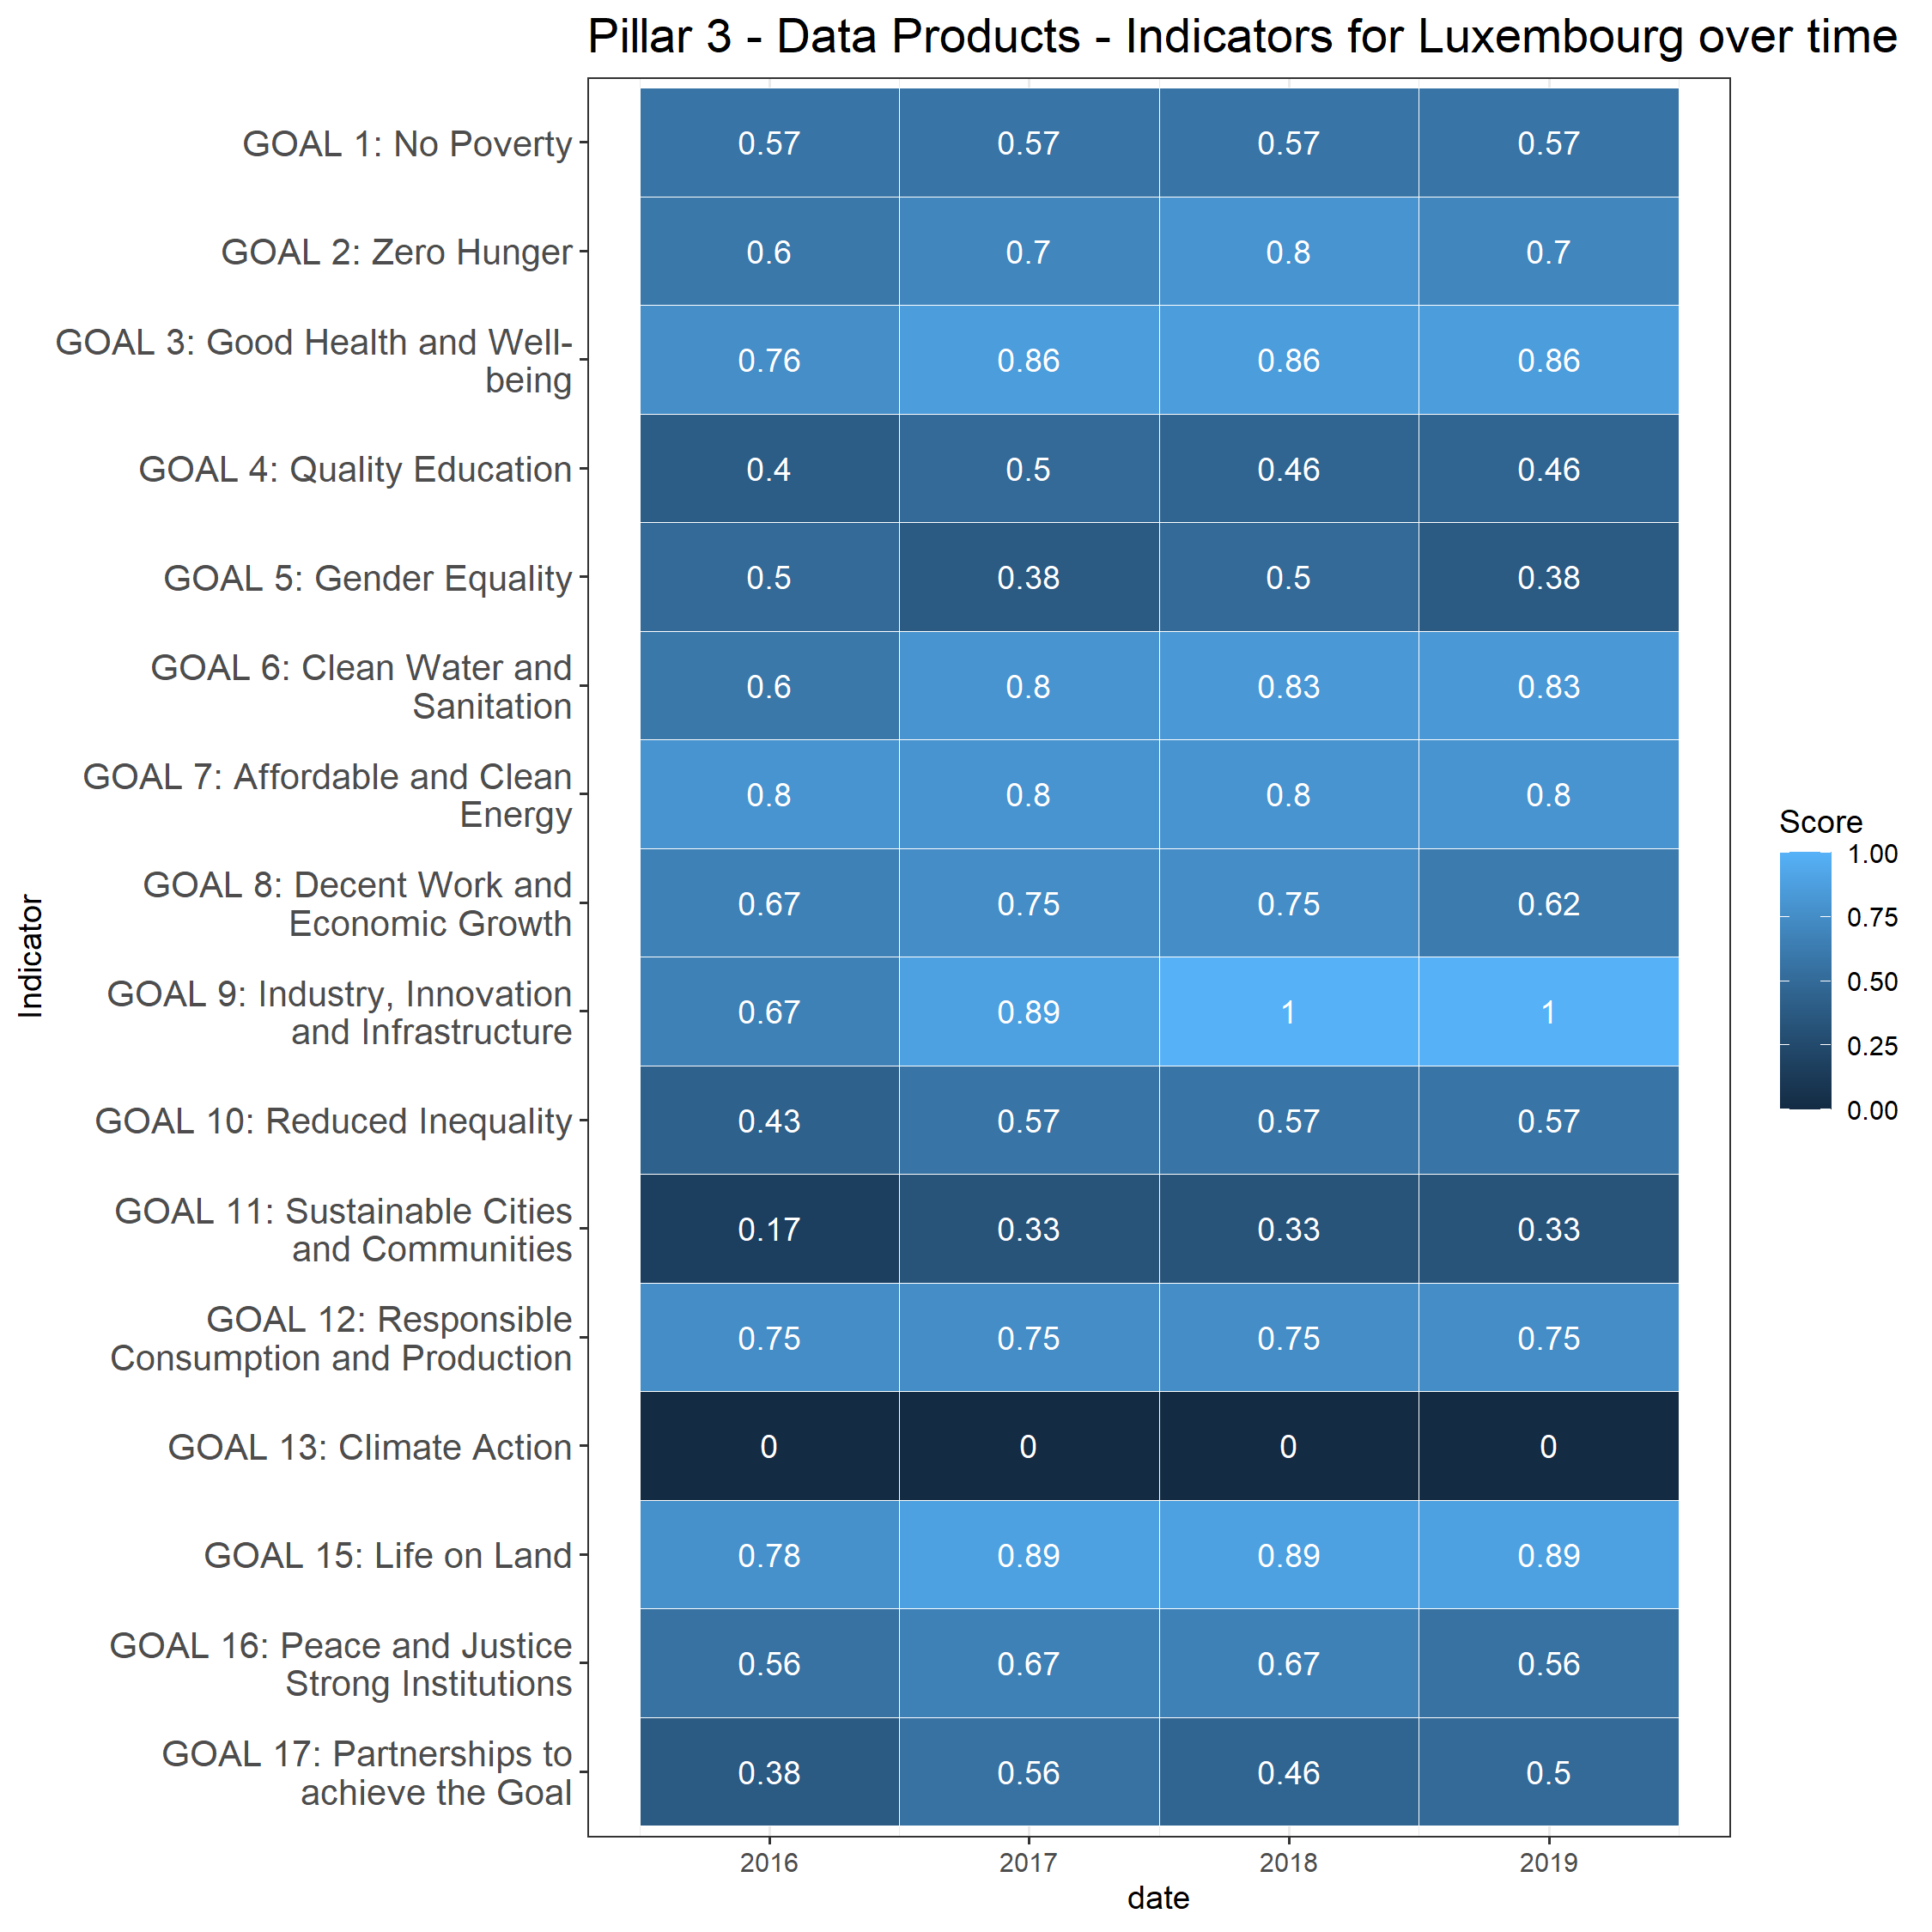 Pillar 3 - Data Products - Indicators for Luxembourg over time
Indicator
GOAL 1: No Poverty
0.57 0.57 0.57 0.57
GOAL 2: Zero Hunger
0.6 0.7 0.8 0.7
GOAL 3: Good Health and Well-
being
0.76 0.86 0.86 0.86
GOAL 4: Quality Education
0.4 0.5 0.46 0.46
GOAL 5: Gender Equality
0.5 0.38 0.5 0.38
GOAL 6: Clean Water and
Sanitation
0.6 0.8 0.83 0.83
GOAL 7: Affordable and Clean
Energy
0.8 0.8 0.8 0.8
GOAL 8: Decent Work and
Economic Growth
0.67 0.75 0.75 0.62
GOAL 9: Industry, Innovation
and Infrastructure
0.67 0.89 1 1
GOAL 10: Reduced Inequality
0.43 0.57 0.57 0.57
GOAL 11: Sustainable Cities
and Communities
0.17 0.33 0.33 0.33
GOAL 12: Responsible
Consumption and Production
0.75 0.75 0.75 0.75
GOAL 13: Climate Action
0 0 0 0
GOAL 15: Life on Land
0.78 0.89 0.89 0.89
GOAL 16: Peace and Justice
Strong Institutions
0.56 0.67 0.67 0.56
GOAL 17: Partnerships to
achieve the Goal
0.38 0.56 0.46 0.5
2016 2017 2018 2019
date
Score
1.00
0.75
0.50
0.25
0.00